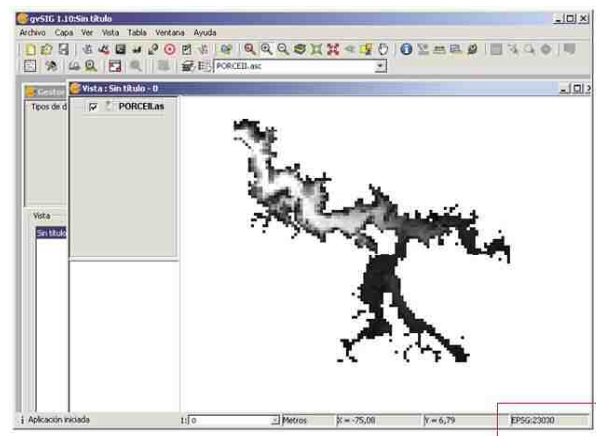 gvSIG 1.10:Sin título
Archivo Capa Ver Vista Tabla Ventana Ayuda
PORCEII.asc
Gestor
Vista : Sin título - 0
Tipos de d
PORCEII.as
Vista
Sin título
Aplicación iniciada
1: 0
Metros
X = -75,08
Y = 6,79
EPSG:23030